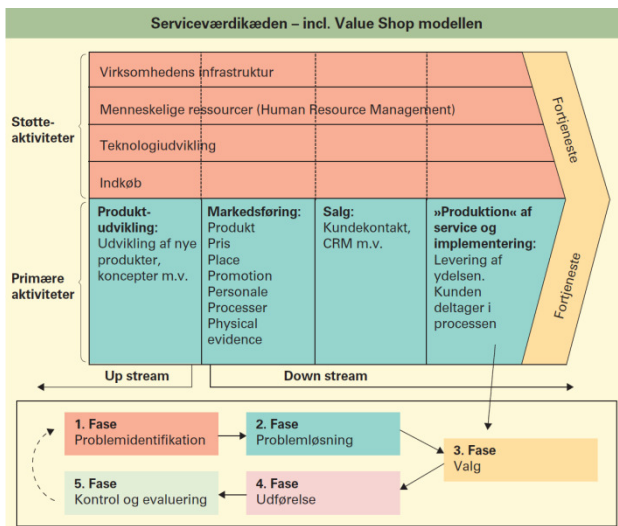 Serviceværdikæden – incl. Value Shop modellen
Støtte-
aktiviteter
Virksomhedens infrastruktur
Menneskelige ressourcer (Human Resource Management)
Teknologiudvikling
Indkøb
Fortjeneste
Primære
aktiviteter
Produkt-
udvikling:
Udvikling af nye
produkter,
koncepter m.v.
Markedsføring:
Produkt
Pris
Place
Promotion
Personale
Processer
Physical
evidence
Salg:
Kundekontakt,
CRM m.v.
»Produktion« af
service og
implementering:
Levering af
ydelsen.
Kunden
deltager i
processen
Fortjeneste
Up stream
Down stream
1. Fase
Problemidentifikation
2. Fase
Problemløsning
3. Fase
Valg
4. Fase
Udførelse
5. Fase
Kontrol og evaluering